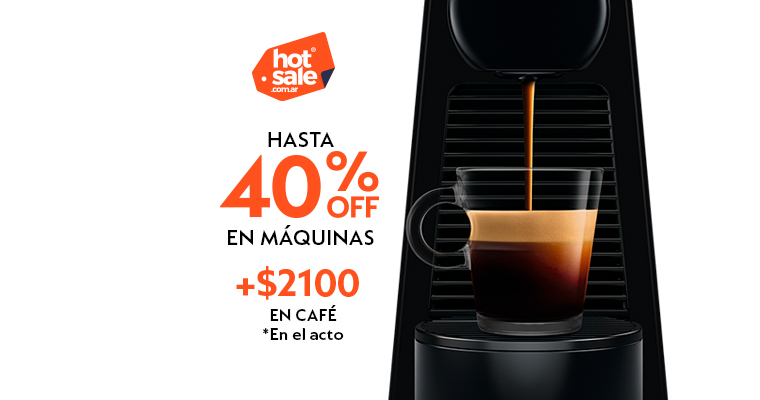 hot®
sale
.com.ar
HASTA
40% OFF
EN MÁQUINAS
+$2100
EN CAFÉ
*En el acto